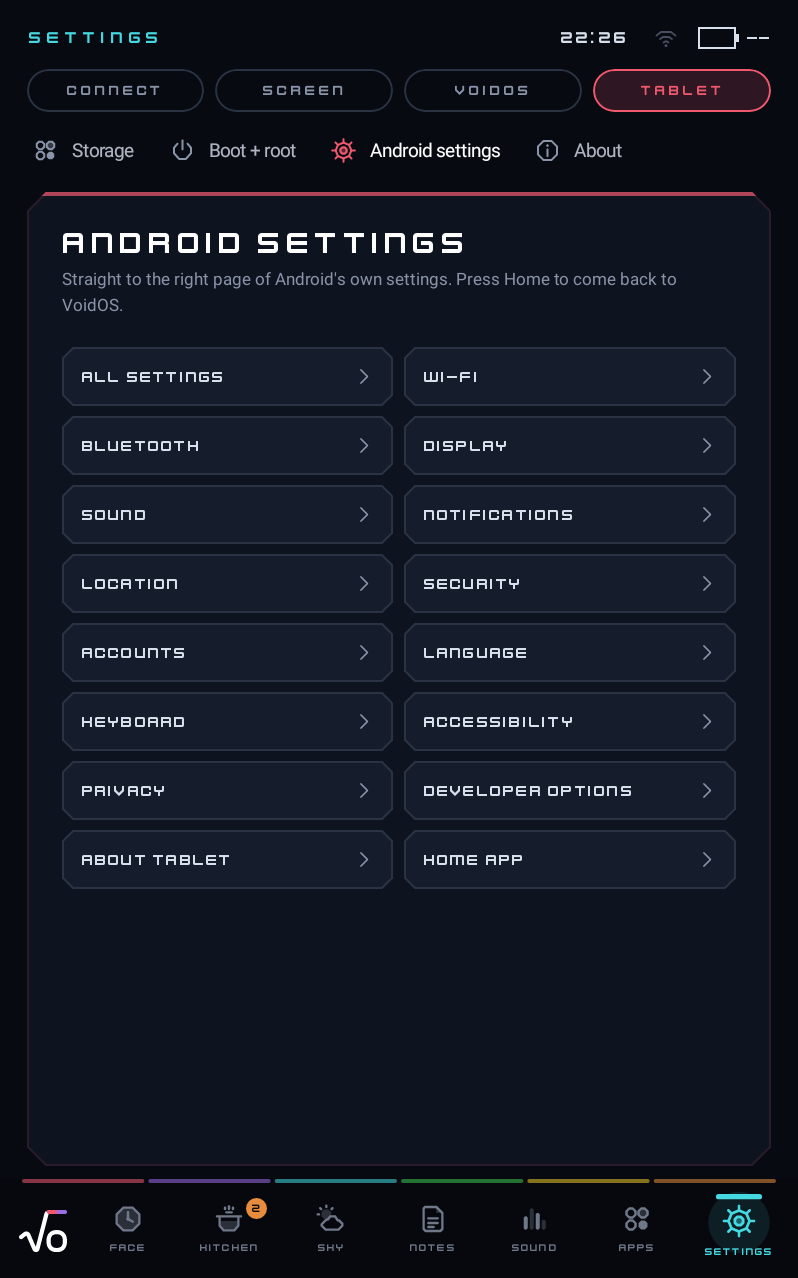 SETTINGS
22:26
--
CONNECT
SCREEN
VOIDOS
TABLET
Storage
Boot + root
Android settings
About
ANDROID SETTINGS
Straight to the right page of Android's own settings. Press Home to come back to
VoidOS.
ALL SETTINGS
WI-FI
BLUETOOTH
DISPLAY
SOUND
NOTIFICATIONS
LOCATION
SECURITY
ACCOUNTS
LANGUAGE
KEYBOARD
ACCESSIBILITY
PRIVACY
DEVELOPER OPTIONS
ABOUT TABLET
HOME APP
2
FACE
KITCHEN
SKY
NOTES
SOUND
APPS
SETTINGS